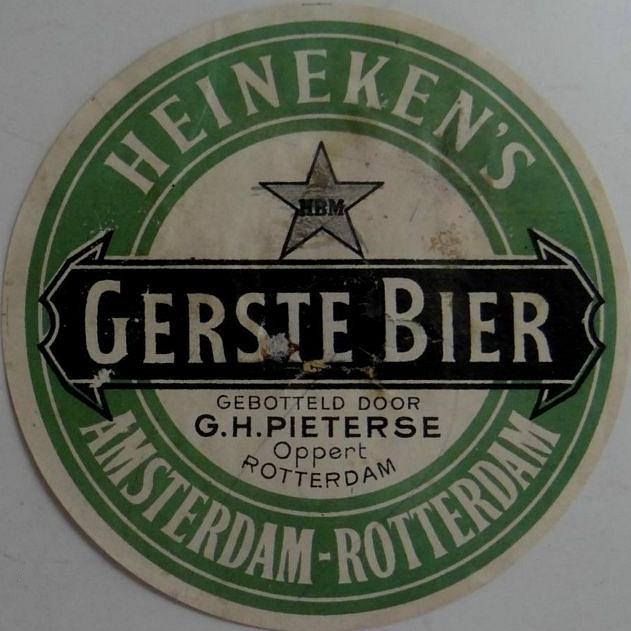 HEINEKEN'S
HBM
GERSTE BIER
GEBOTTELD DOOR
G.H.PIETERSE
Oppert
ROTTERDAM
AMSTERDAM-ROTTERDAM